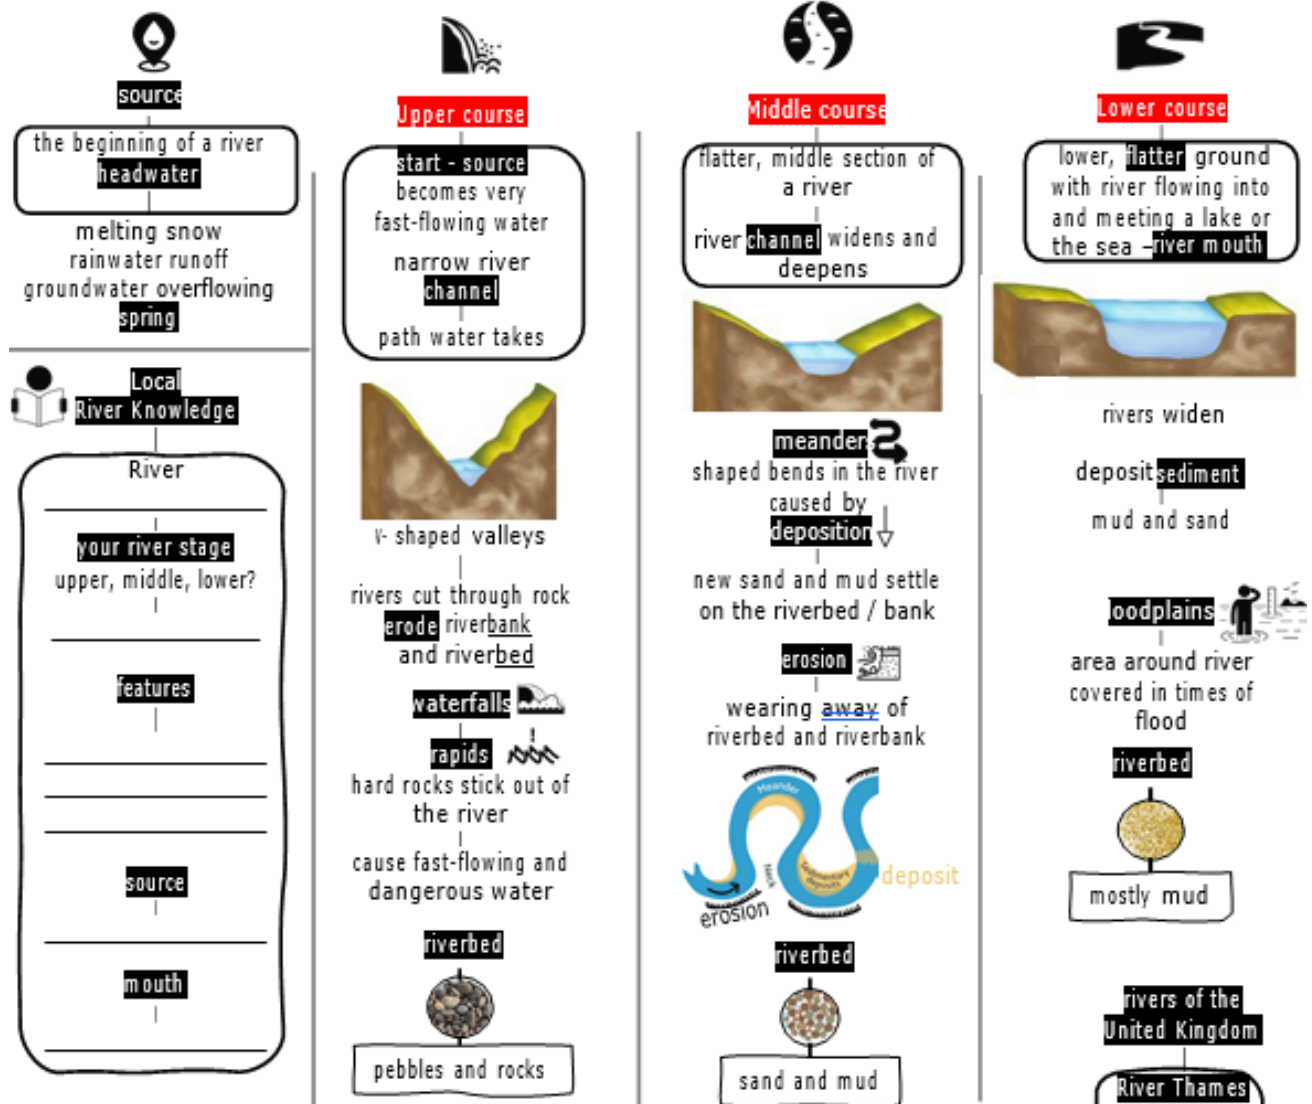 source
the beginning of a river
headwater
melting snow
rainwater runoff
groundwater overflowing
spring
Local
River Knowledge
River
your river stage
upper, middle, lower?
features
source
mouth
Upper course
start - source
becomes very
fast-flowing water
narrow river
channel
path water takes
V- shaped valleys
rivers cut through rock
erode riverbank
and riverbed
waterfalls
rapids
hard rocks stick out of
the river
cause fast-flowing and
dangerous water
riverbed
pebbles and rocks
Middle course
flatter, middle section of
a river
river channel widens and
deepens
meanders
shaped bends in the river
caused by
deposition
new sand and mud settle
on the riverbed / bank
erosion
wearing away of
riverbed and riverbank
Meander
Neck
Sedimentary
deposits
deposit
erosion
riverbed
sand and mud
Lower course
lower, flatter ground
with river flowing into
and meeting a lake or
the sea – river mouth
rivers widen
deposit sediment
mud and sand
loodplains
area around river
covered in times of
flood
riverbed
mostly mud
rivers of the
United Kingdom
River Thames